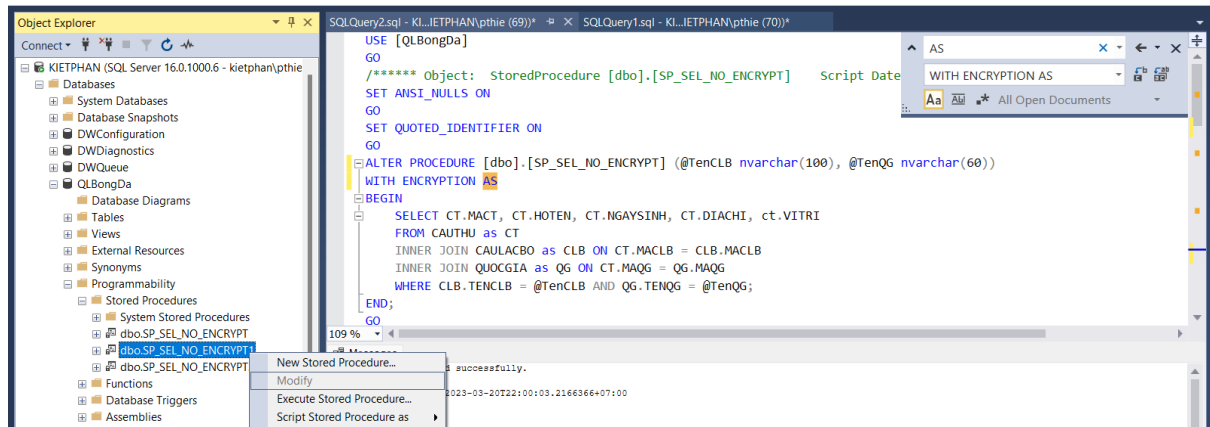 Object Explorer
Connect
KIETPHAN (SQL Server 16.0.1000.6 - kietphan\pthie
Databases
System Databases
Database Snapshots
DWConfiguration
DWDiagnostics
DWQueue
QLBongDa
Database Diagrams
Tables
Views
External Resources
Synonyms
Programmability
Stored Procedures
System Stored Procedures
dbo.SP_SEL_NO_ENCRYPT
dbo.SP_SEL_NO_ENCRYPT1
dbo.SP_SEL_NO_ENCRYPT
Functions
Database Triggers
Assemblies
New Stored Procedure...
Modify
Execute Stored Procedure...
Script Stored Procedure as
SQLQuery2.sql - KI...IETPHAN\pthie (69))*
SQLQuery1.sql - KI...IETPHAN\pthie (70))*
USE [QLBongDa]
GO
/****** Object:  StoredProcedure [dbo].[SP_SEL_NO_ENCRYPT]    Script Date
SET ANSI_NULLS ON
GO
SET QUOTED_IDENTIFIER ON
GO
ALTER PROCEDURE [dbo].[SP_SEL_NO_ENCRYPT] (@TenCLB nvarchar(100), @TenQG nvarchar(60))
WITH ENCRYPTION AS
BEGIN
SELECT CT.MACT, CT.HOTEN, CT.NGAYSINH, CT.DIACHI, ct.VITRI
FROM CAUTHU as CT
INNER JOIN CAULACBO as CLB ON CT.MACLB = CLB.MACLB
INNER JOIN QUOCGIA as QG ON CT.MAQG = QG.MAQG
WHERE CLB.TENCLB = @TenCLB AND QG.TENQG = @TenQG;
END;
GO
AS
WITH ENCRYPTION AS
Aa Ab .* All Open Documents
109 %
Messages
successfully.
2023-03-20T22:00:03.2166366+07:00